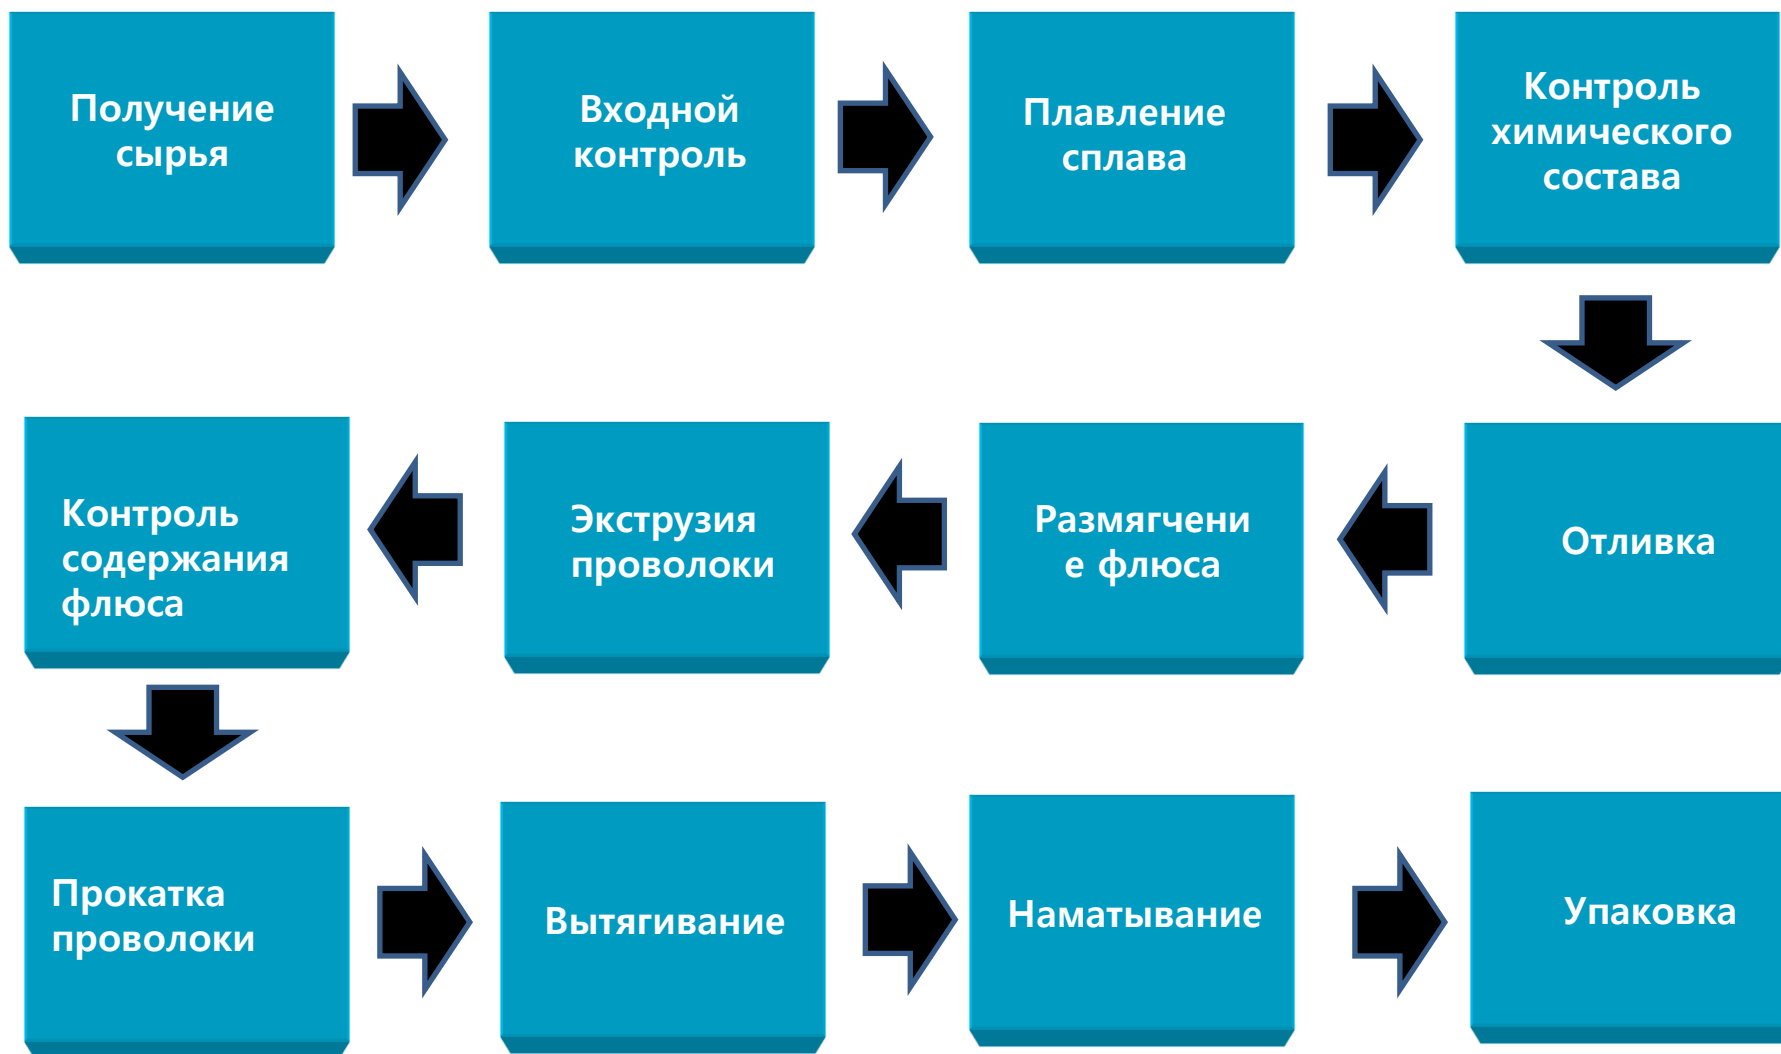 Получение
сырья
Входной
контроль
Плавление
сплава
Контроль
химического
состава
Отливка
Размягчени
е флюса
Экструзия
проволоки
Контроль
содержания
флюса
Прокатка
проволоки
Вытягивание
Наматывание
Упаковка